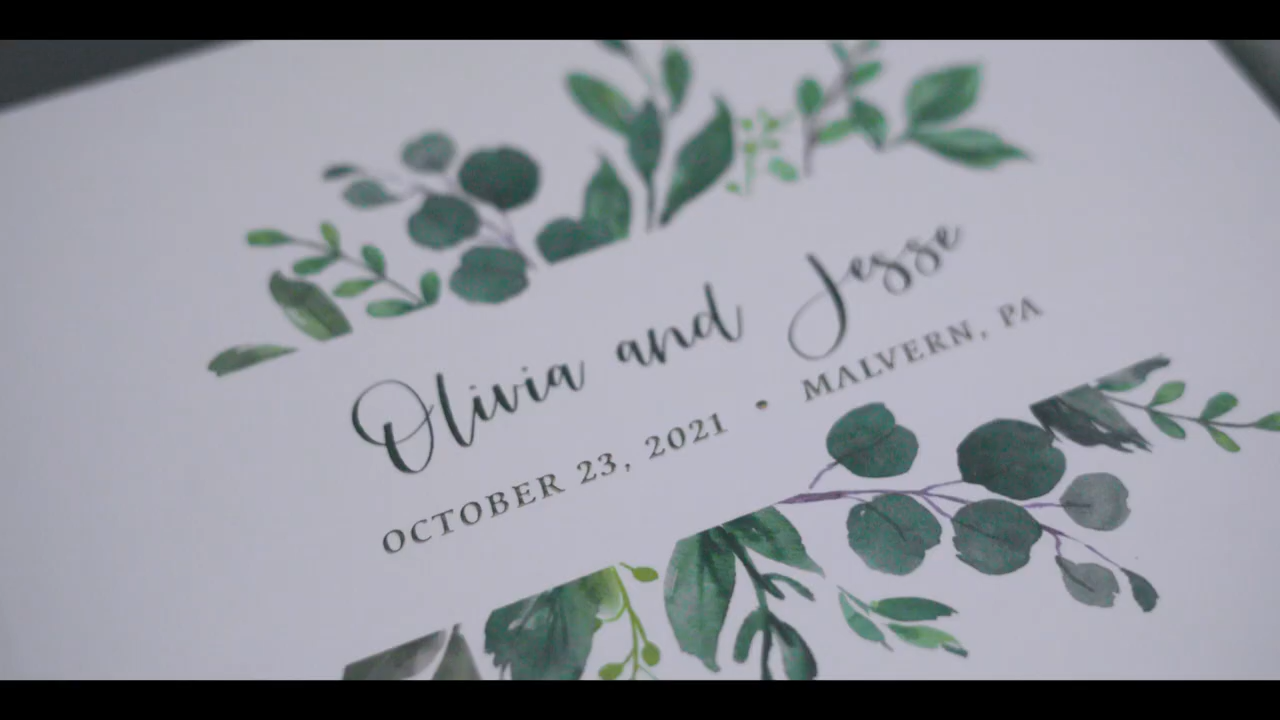 Olivia and Jesse
OCTOBER 23, 2021 • MALVERN, PA